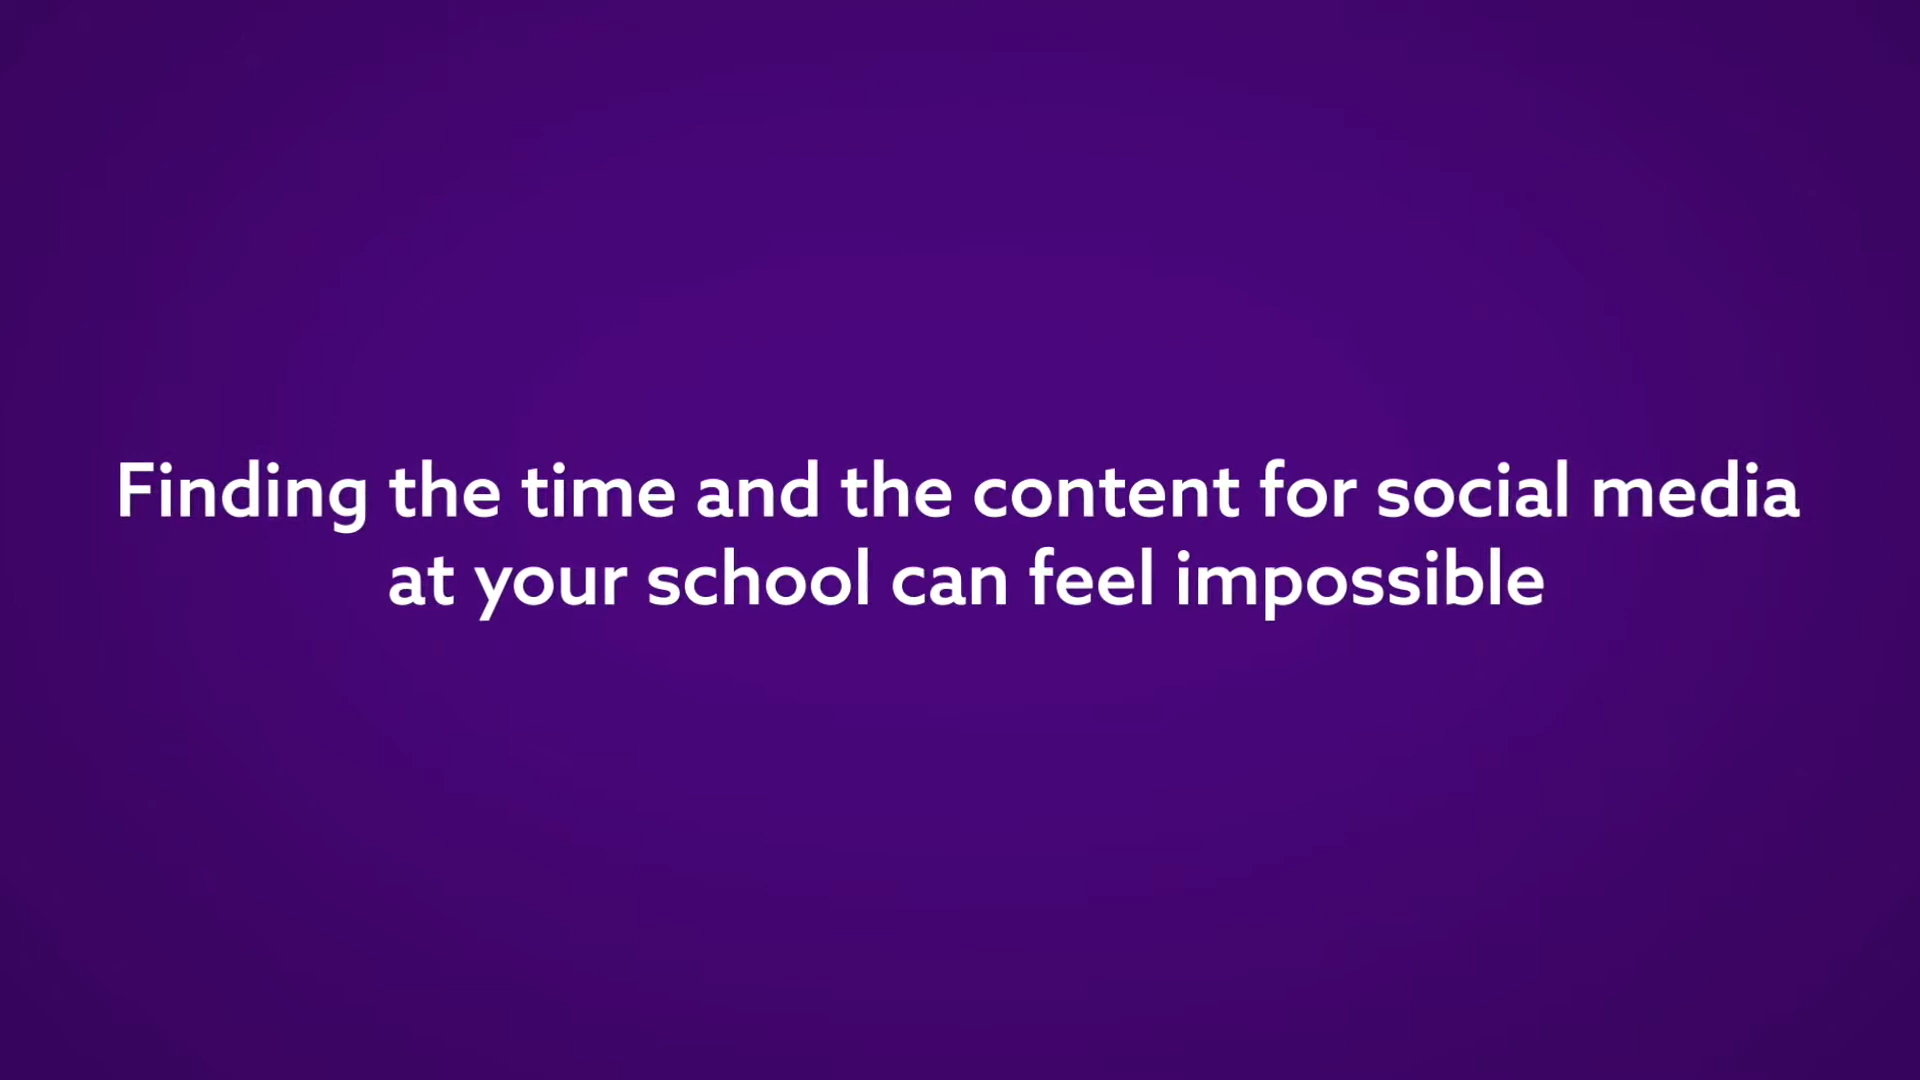 Finding the time and the content for social media
at your school can feel impossible